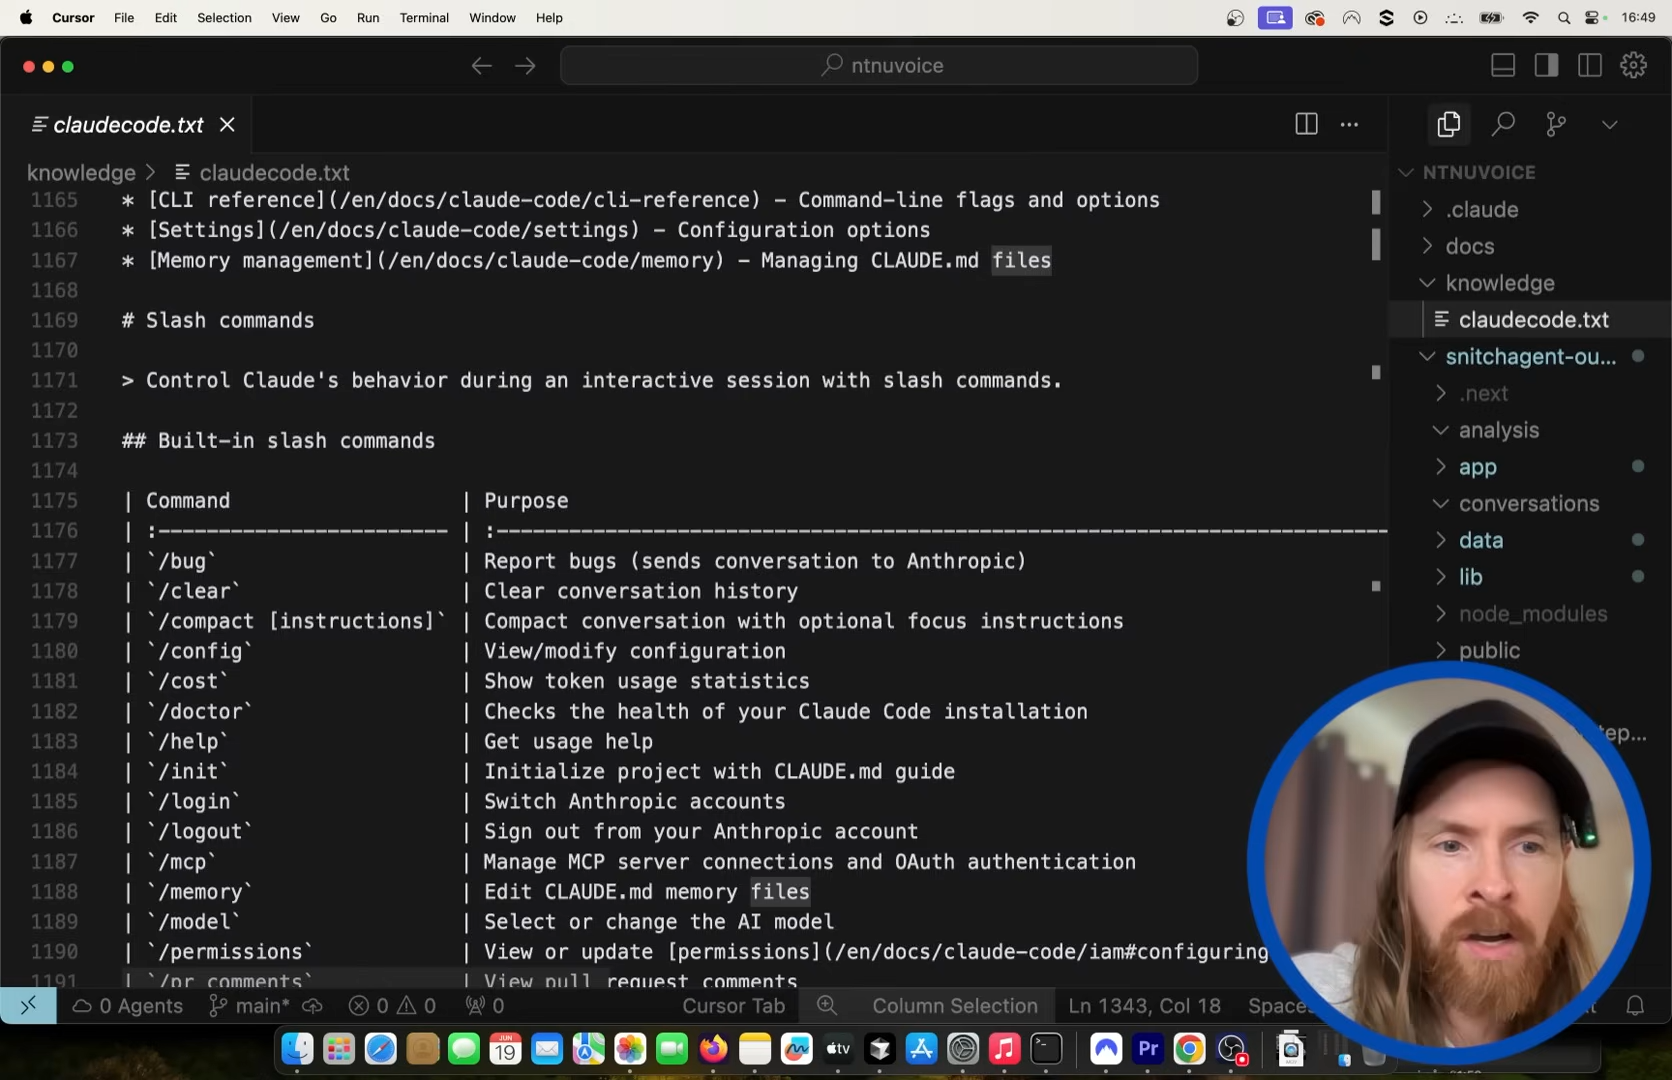 Cursor File Edit Selection View Go Run Terminal Window Help 16:49
ntnuvoice
claudecode.txt
knowledge > claudecode.txt
1165 * [CLI reference](/en/docs/claude-code/cli-reference) - Command-line flags and options
1166 * [Settings](/en/docs/claude-code/settings) - Configuration options
1167 * [Memory management](/en/docs/claude-code/memory) - Managing CLAUDE.md files
1168
1169 # Slash commands
1170
1171 > Control Claude's behavior during an interactive session with slash commands.
1172
1173 ## Built-in slash commands
1174
1175 | Command | Purpose
1176 | :------------------------- | :---------------------------------------------------------------------------
1177 | `/bug` | Report bugs (sends conversation to Anthropic)
1178 | `/clear` | Clear conversation history
1179 | `/compact [instructions]` | Compact conversation with optional focus instructions
1180 | `/config` | View/modify configuration
1181 | `/cost` | Show token usage statistics
1182 | `/doctor` | Checks the health of your Claude Code installation
1183 | `/help` | Get usage help
1184 | `/init` | Initialize project with CLAUDE.md guide
1185 | `/login` | Switch Anthropic accounts
1186 | `/logout` | Sign out from your Anthropic account
1187 | `/mcp` | Manage MCP server connections and OAuth authentication
1188 | `/memory` | Edit CLAUDE.md memory files
1189 | `/model` | Select or change the AI model
1190 | `/permissions` | View or update [permissions](/en/docs/claude-code/iam#configuring
1191 | `/pr_comments` | View pull request comments
NTNUVOICE
.claude
docs
knowledge
claudecode.txt
snitchagent-ou...
.next
analysis
app
conversations
data
lib
node_modules
public
tep...
0 Agents main* 0 0 0 Cursor Tab Column Selection Ln 1343, Col 18 Spaces
JUN
19
tv
Pr